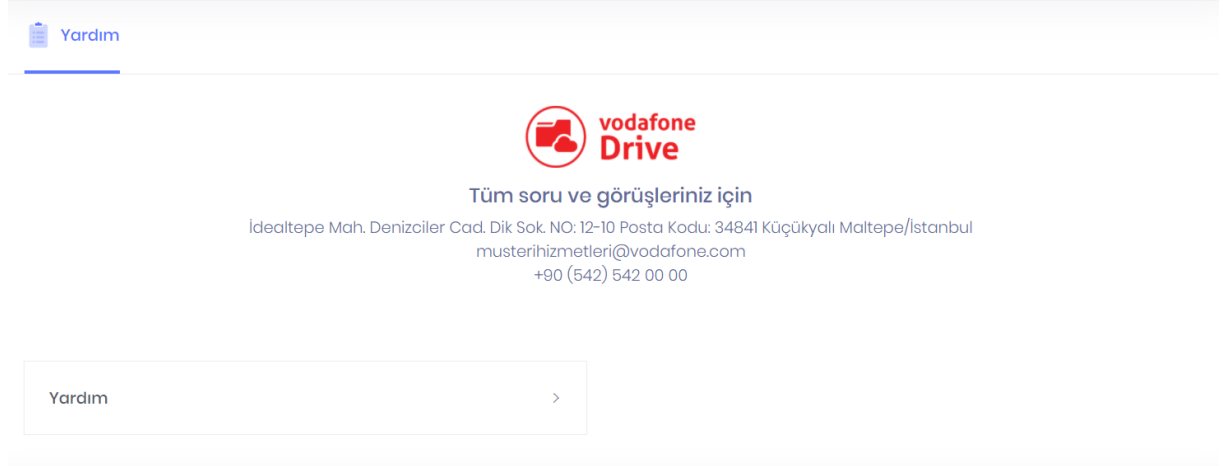 Yardım
vodafone
Drive
Tüm soru ve görüşleriniz için
İdealtepe Mah. Denizciler Cad. Dik Sok. NO: 12-10 Posta Kodu: 34841 Küçükyalı Maltepe/İstanbul
musterihizmetleri@vodafone.com
+90 (542) 542 00 00
Yardım